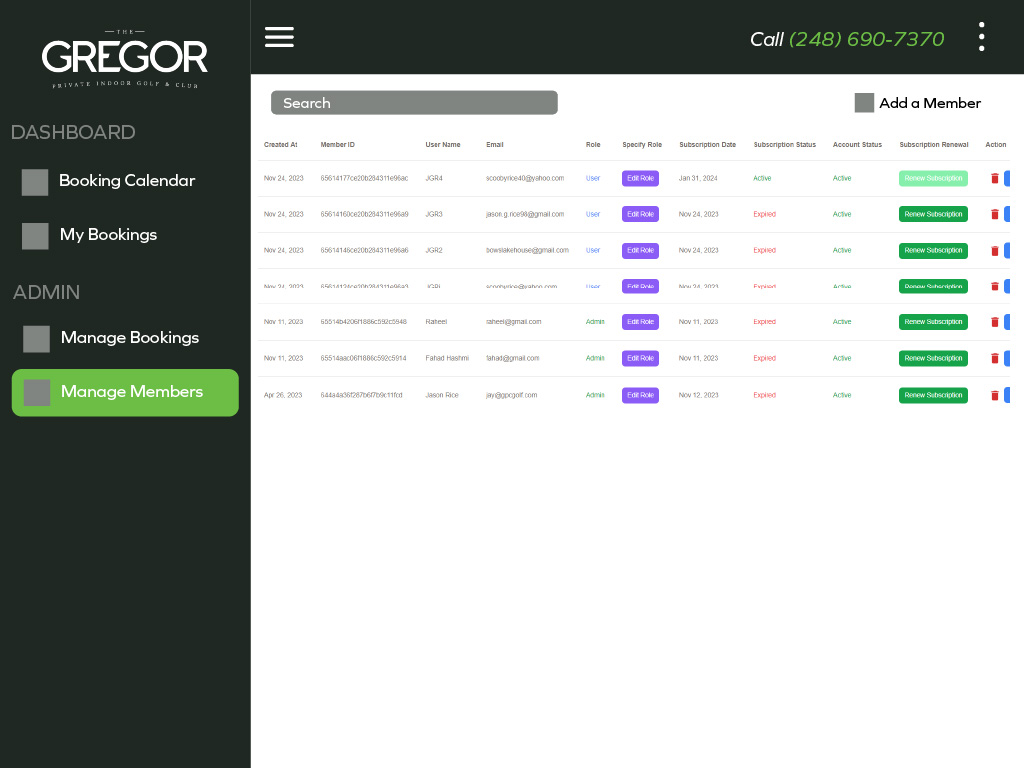 THE
GREGOR
PRIVATE INDOOR GOLF & CLUB
Call (248) 690-7370
DASHBOARD
Booking Calendar
My Bookings
ADMIN
Manage Bookings
Manage Members
Search
Add a Member
Created At Member ID User Name Email Role Specify Role Subscription Date Subscription Status Account Status Subscription Renewal Action
Nov 24, 2023 JGR4 scoobyrice40@yahoo.com User Edit Role Jan 31, 2024 Active Active Renew Subscription
Nov 24, 2023 JGR3 jason.g.rice98@gmail.com User Edit Role Nov 24, 2023 Expired Active Renew Subscription
Nov 24, 2023 JGR2 bowslakehouse@gmail.com User Edit Role Nov 24, 2023 Expired Active Renew Subscription
Nov 24, 2023 scoobyrice@yahoo.com User Edit Role Nov 24, 2023 Expired Active Renew Subscription
Nov 11, 2023 Raheel raheel@gmail.com Admin Edit Role Nov 11, 2023 Expired Active Renew Subscription
Nov 11, 2023 Fahad Hashmi fahad@gmail.com Admin Edit Role Nov 11, 2023 Expired Active Renew Subscription
Apr 26, 2023 Jason Rice jay@gpcgolf.com Admin Edit Role Nov 12, 2023 Expired Active Renew Subscription